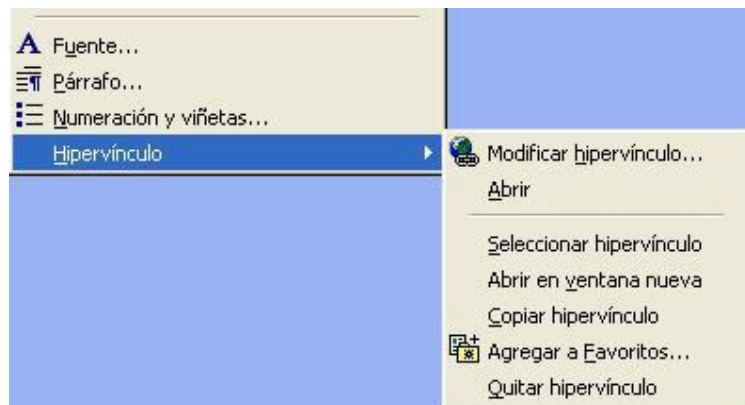 Fuente...
Párrafo...
Numeración y viñetas...
Hipervínculo
Modificar hipervínculo...
Abrir
Seleccionar hipervínculo
Abrir en ventana nueva
Copiar hipervínculo
Agregar a Favoritos...
Quitar hipervínculo